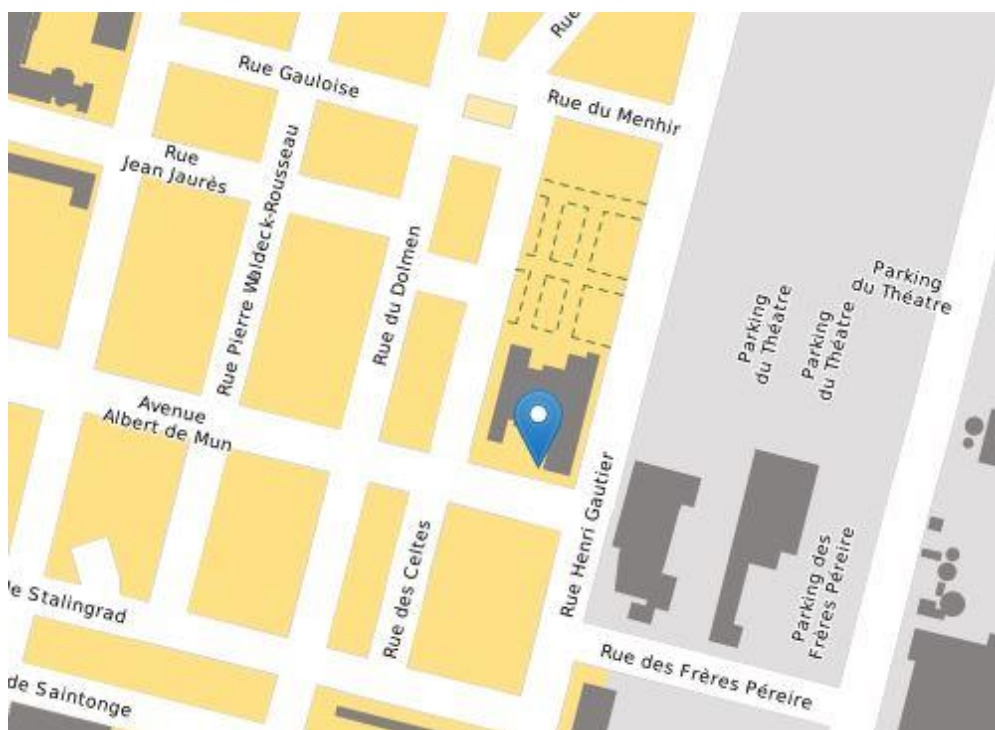 Rue
Rue Gauloise
Rue du Menhir
Rue
Jean Jaurès
Rue Pierre Waldeck-Rousseau
Rue du Dolmen
Parking
du Théatre
Parking
du Théatre
Parking
du Théatre
Avenue
Albert de Mun
Rue Henri Gautier
Rue des Celtes
Parking des
Frères Péreire
de Stalingrad
Rue des Frères Péreire
de Saintonge